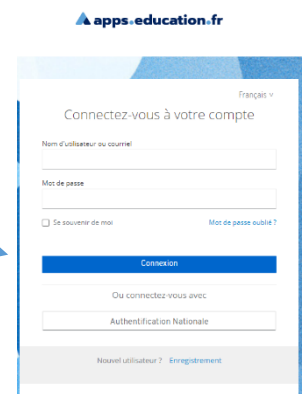 apps.education.fr
Français
Connectez-vous à votre compte
Nom d'utilisateur ou courriel
Mot de passe
Se souvenir de moi
Mot de passe oublié ?
Connexion
Ou connectez-vous avec
Authentification Nationale
Nouvel utilisateur ? Enregistrement